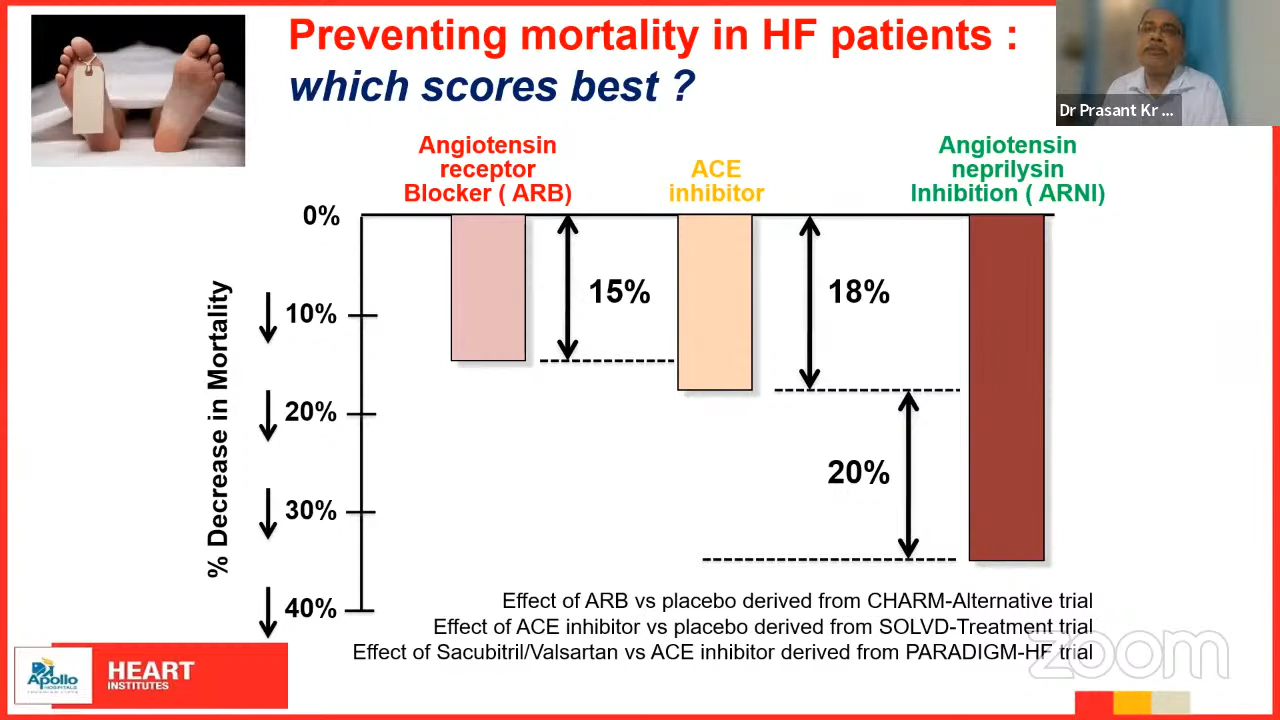 Preventing mortality in HF patients :
which scores best ?
Dr Prasant Kr ...
Angiotensin
receptor
Blocker ( ARB)
ACE
inhibitor
Angiotensin
neprilysin
Inhibition ( ARNI)
0%
10%
20%
30%
40%
% Decrease in Mortality
15%
18%
20%
Effect of ARB vs placebo derived from CHARM-Alternative trial
Effect of ACE inhibitor vs placebo derived from SOLVD-Treatment trial
Effect of Sacubitril/Valsartan vs ACE inhibitor derived from PARADIGM-HF trial
zoom
Apollo
HOSPITALS
HEART
INSTITUTES